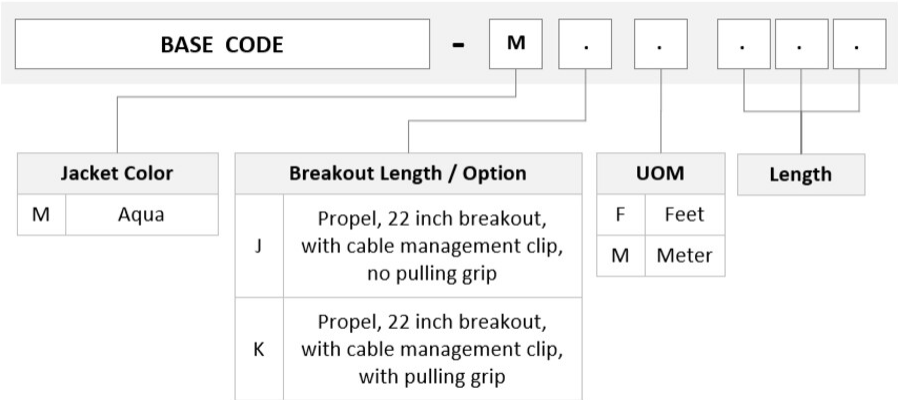 BASE CODE - M . . . . .
Jacket Color
M Aqua
Breakout Length / Option
J Propel, 22 inch breakout,
with cable management clip,
no pulling grip
K Propel, 22 inch breakout,
with cable management clip,
with pulling grip
UOM
F Feet
M Meter
Length